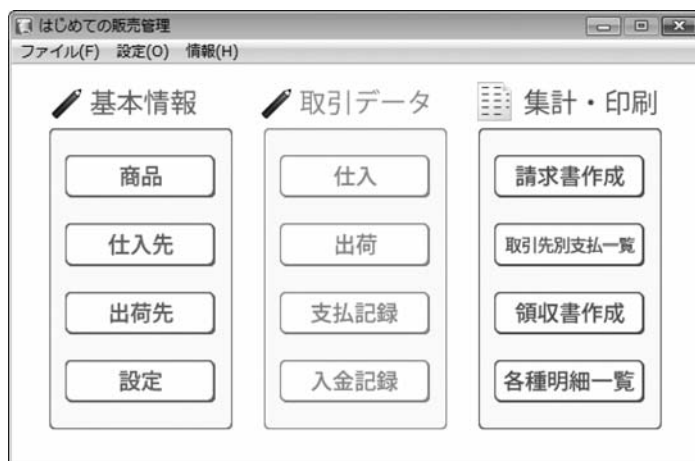 はじめての販売管理
ファイル(F) 設定(O) 情報(H)
基本情報
商品
仕入先
出荷先
設定
取引データ
仕入
出荷
支払記録
入金記録
集計・印刷
請求書作成
取引先別支払一覧
領収書作成
各種明細一覧